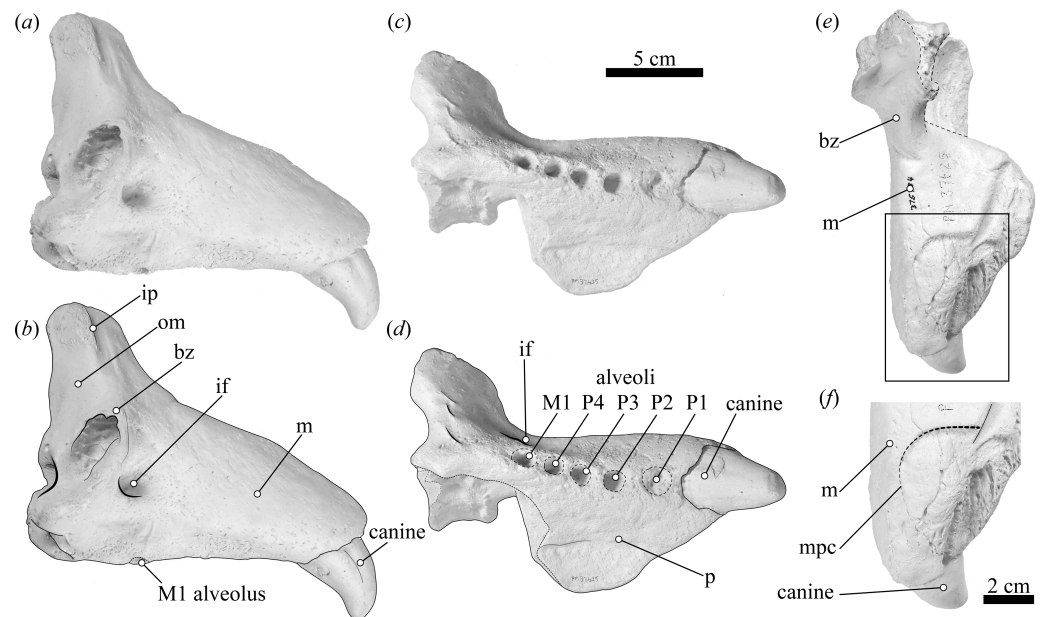 (a)
(c)
5 cm
(e)
bz
m
(b)
ip
om
bz
if
m
canine
M1 alveolus
(d)
if
alveoli
M1 P4 P3 P2 P1 canine
p
(f)
m
mpc
canine
2 cm